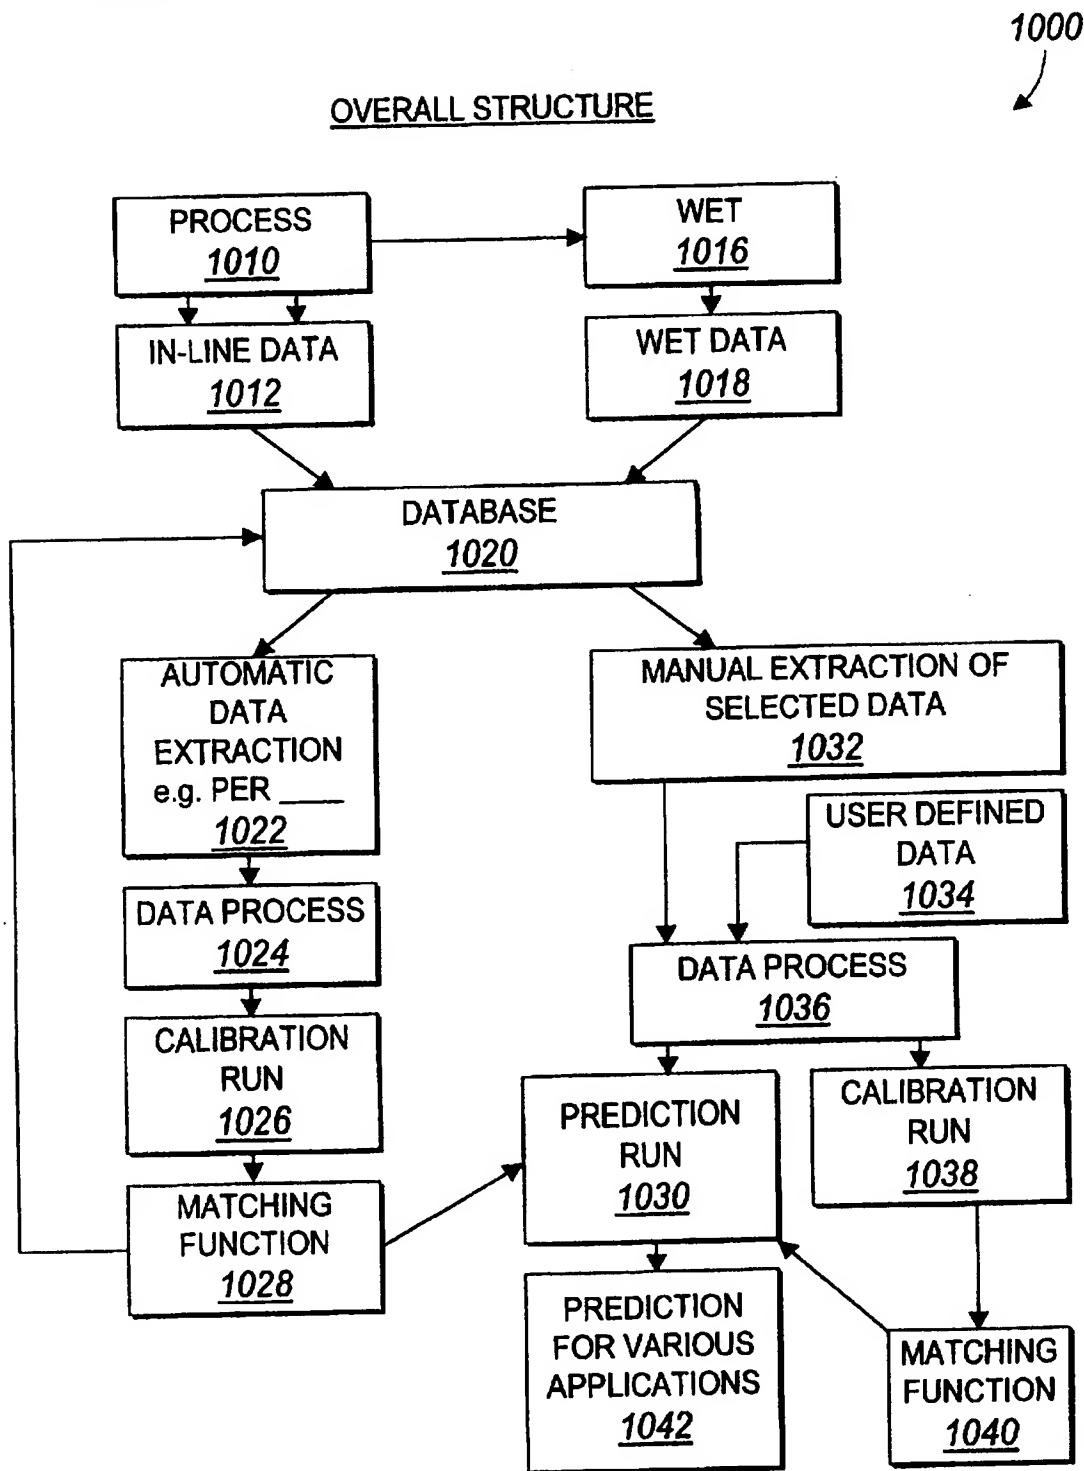 1000
OVERALL STRUCTURE
PROCESS
1010
WET
1016
IN-LINE DATA
1012
WET DATA
1018
DATABASE
1020
AUTOMATIC
DATA
EXTRACTION
e.g. PER ____
1022
MANUAL EXTRACTION OF
SELECTED DATA
1032
USER DEFINED
DATA
1034
DATA PROCESS
1024
DATA PROCESS
1036
CALIBRATION
RUN
1026
PREDICTION
RUN
1030
CALIBRATION
RUN
1038
MATCHING
FUNCTION
1028
PREDICTION
FOR VARIOUS
APPLICATIONS
1042
MATCHING
FUNCTION
1040